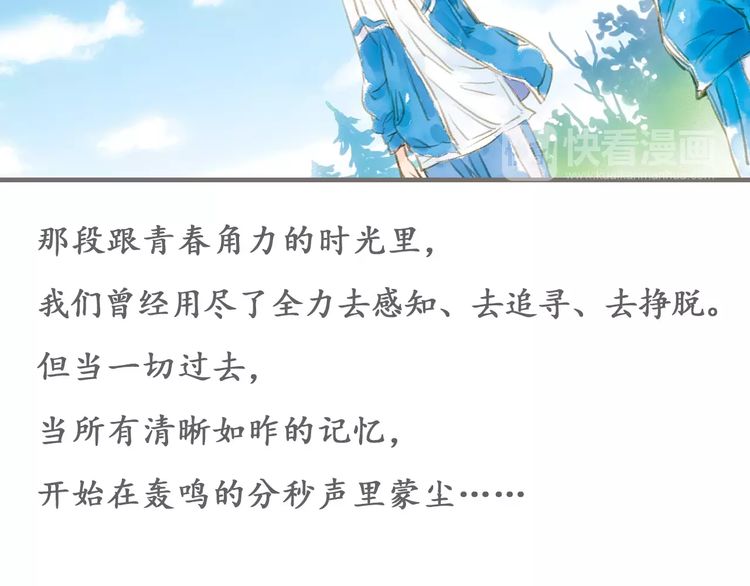 快看漫画
那段跟青春角力的时光里，
我们曾经用尽了全力去感知、去追寻、去挣脱。
但当一切过去，
当所有清晰如昨的记忆，
开始在轰鸣的分秒声里蒙尘……